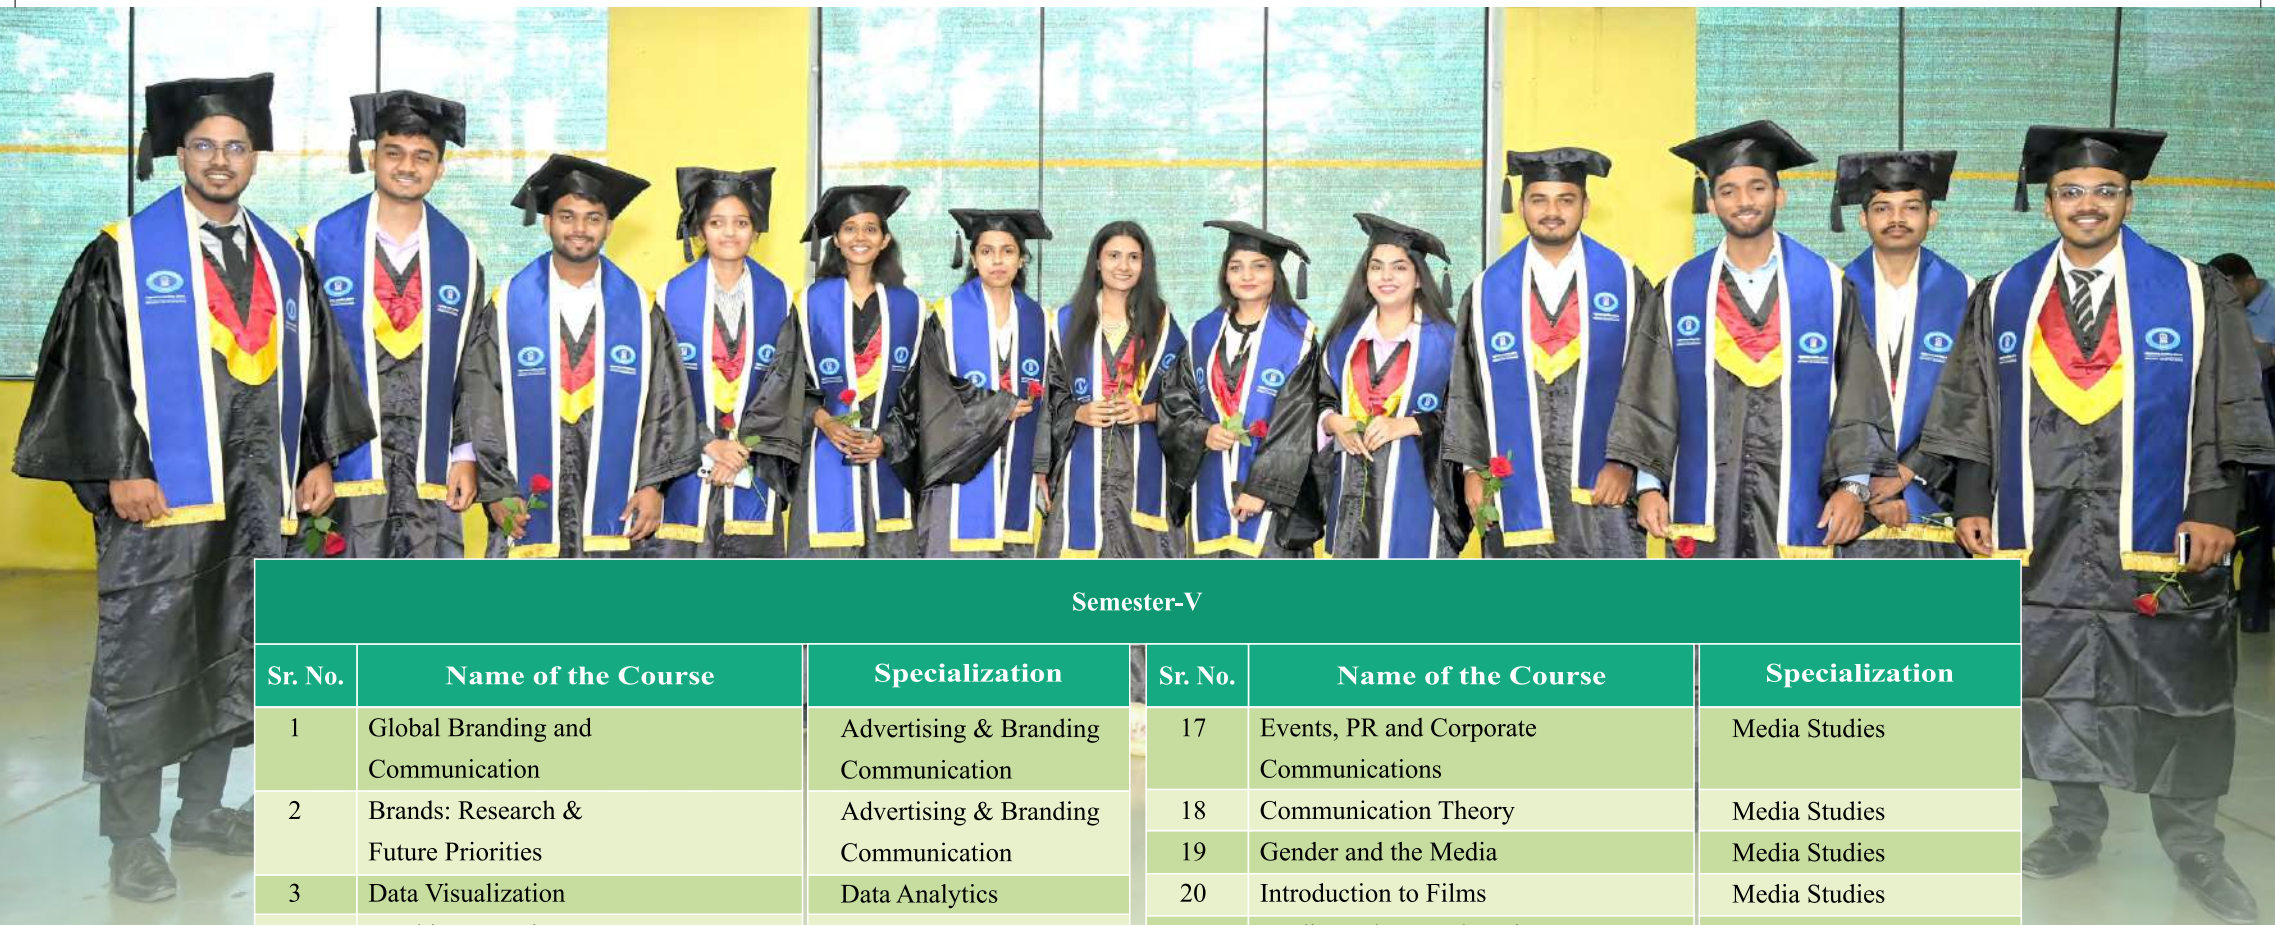 Semester-V
Sr. No. Name of the Course Specialization Sr. No. Name of the Course Specialization
1 Global Branding and Advertising & Branding 17 Events, PR and Corporate Media Studies
Communication Communication Communications
2 Brands: Research & Advertising & Branding 18 Communication Theory Media Studies
Future Priorities Communication 19 Gender and the Media Media Studies
3 Data Visualization Data Analytics 20 Introduction to Films Media Studies